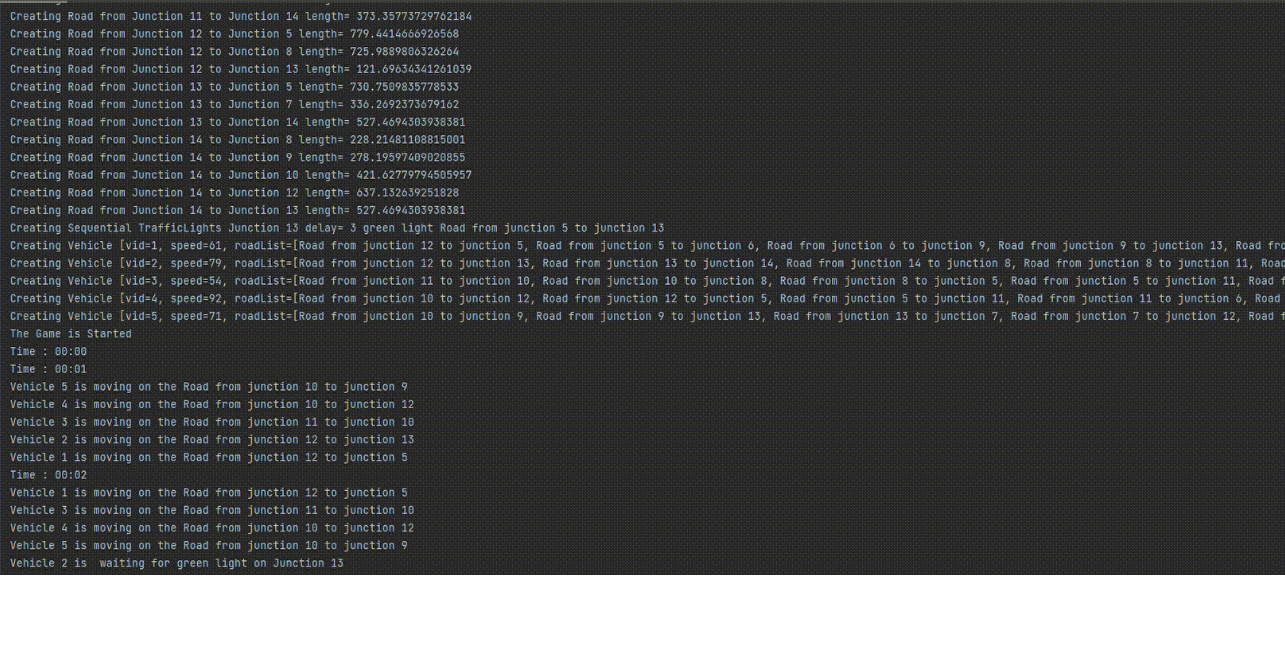 Creating Road from Junction 11 to Junction 14 length= 373.35773729762184
Creating Road from Junction 12 to Junction 5 length= 779.4414666926568
Creating Road from Junction 12 to Junction 8 length= 725.9889806326264
Creating Road from Junction 12 to Junction 13 length= 121.69634341261039
Creating Road from Junction 13 to Junction 5 length= 730.7509835778533
Creating Road from Junction 13 to Junction 7 length= 336.2692373679162
Creating Road from Junction 13 to Junction 14 length= 527.4694303938381
Creating Road from Junction 14 to Junction 8 length= 228.21481108815001
Creating Road from Junction 14 to Junction 9 length= 278.19597409020855
Creating Road from Junction 14 to Junction 10 length= 421.62779794505957
Creating Road from Junction 14 to Junction 12 length= 637.132639251828
Creating Road from Junction 14 to Junction 13 length= 527.4694303938381
Creating Sequential TrafficLights Junction 13 delay= 3 green light Road from junction 5 to junction 13
Creating Vehicle [vid=1, speed=61, roadList=[Road from junction 12 to junction 5, Road from junction 5 to junction 6, Road from junction 6 to junction 9, Road from junction 9 to junction 13, Road fro
Creating Vehicle [vid=2, speed=79, roadList=[Road from junction 12 to junction 13, Road from junction 13 to junction 14, Road from junction 14 to junction 8, Road from junction 8 to junction 11, Road
Creating Vehicle [vid=3, speed=54, roadList=[Road from junction 11 to junction 10, Road from junction 10 to junction 8, Road from junction 8 to junction 5, Road from junction 5 to junction 11, Road f
Creating Vehicle [vid=4, speed=92, roadList=[Road from junction 10 to junction 12, Road from junction 12 to junction 5, Road from junction 5 to junction 11, Road from junction 11 to junction 6, Road
Creating Vehicle [vid=5, speed=71, roadList=[Road from junction 10 to junction 9, Road from junction 9 to junction 13, Road from junction 13 to junction 7, Road from junction 7 to junction 12, Road f
The Game is Started
Time : 00:00
Time : 00:01
Vehicle 5 is moving on the Road from junction 10 to junction 9
Vehicle 4 is moving on the Road from junction 10 to junction 12
Vehicle 3 is moving on the Road from junction 11 to junction 10
Vehicle 2 is moving on the Road from junction 12 to junction 13
Vehicle 1 is moving on the Road from junction 12 to junction 5
Time : 00:02
Vehicle 1 is moving on the Road from junction 12 to junction 5
Vehicle 3 is moving on the Road from junction 11 to junction 10
Vehicle 4 is moving on the Road from junction 10 to junction 12
Vehicle 5 is moving on the Road from junction 10 to junction 9
Vehicle 2 is  waiting for green light on Junction 13